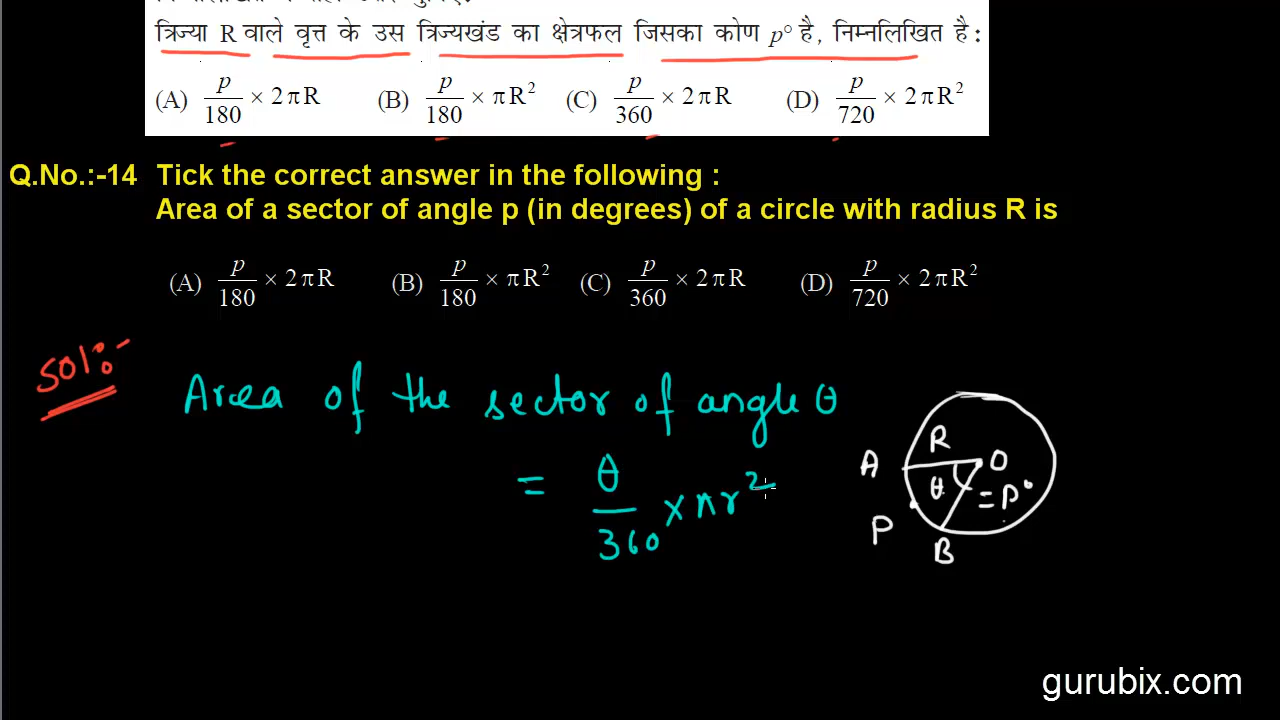 त्रिज्या R वाले वृत्त के उस त्रिज्यखंड का क्षेत्रफल जिसका कोण p° है, निम्नलिखित है:
(A) p/180 × 2πR (B) p/180 × πR² (C) p/360 × 2πR (D) p/720 × 2πR²
Q.No.:-14 Tick the correct answer in the following :
Area of a sector of angle p (in degrees) of a circle with radius R is
(A) p/180 × 2πR (B) p/180 × πR² (C) p/360 × 2πR (D) p/720 × 2πR²
Sol:-
Area of the sector of angle θ
= θ/360 × πr²
R
A
O
θ
= P°
P
B
gurubix.com